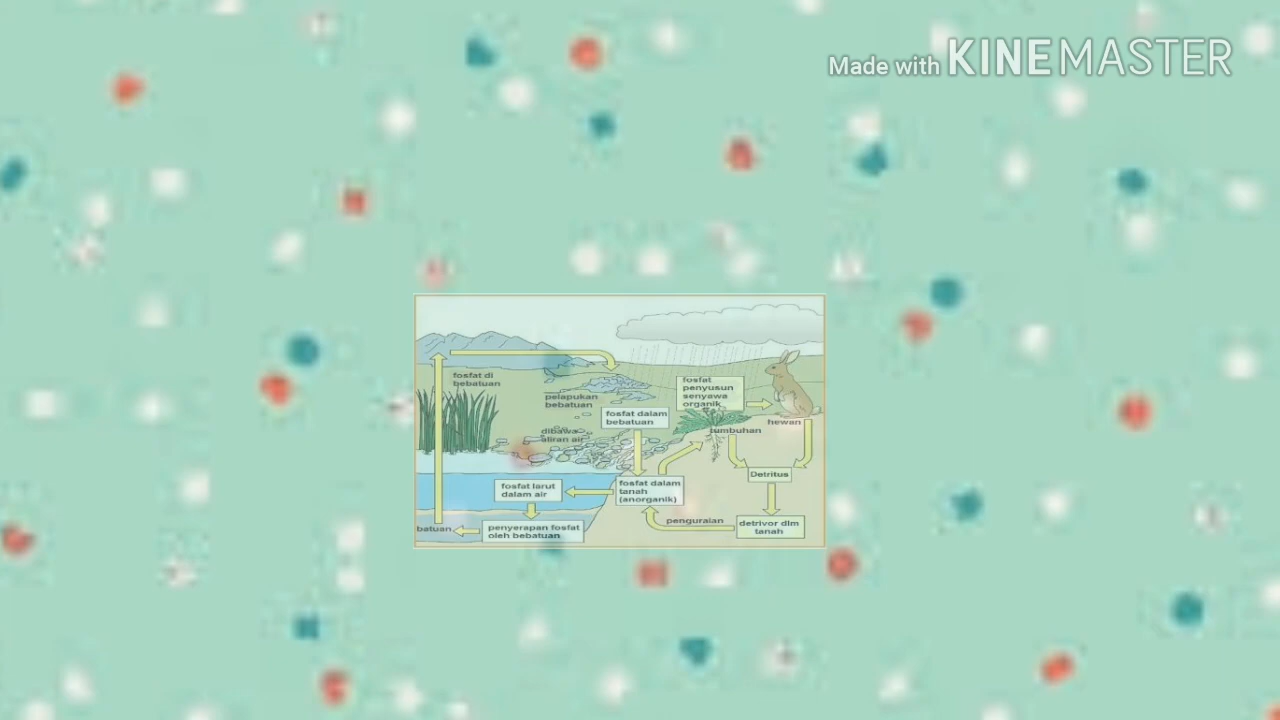 Made with KINEMASTER
fosfat di
bebatuan
pelapukan
bebatuan
fosfat
penyusun
senyawa
organik
fosfat dalam
bebatuan
hewan
tumbuhan
dibawa
aliran air
Detritus
fosfat larut
dalam air
fosfat dalam
tanah
(anorganik)
penguraian
detrivor dlm
tanah
batuan
penyerapan fosfat
oleh bebatuan